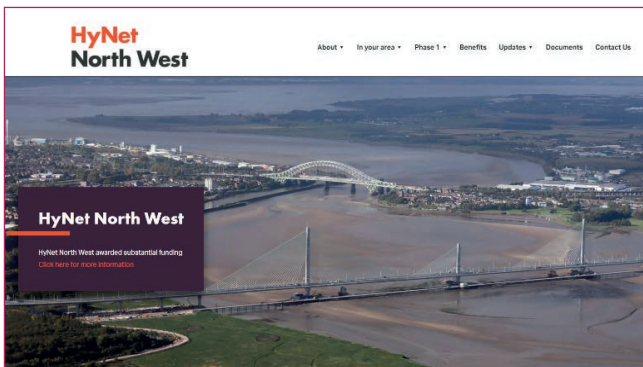 HyNet
North West
About In your area Phase 1 Benefits Updates Documents Contact Us
HyNet North West
HyNet North West awarded substantial funding
Click here for more information